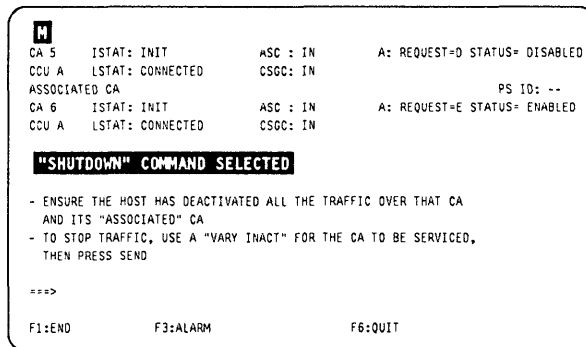 M
CA 5 ISTAT: INIT ASC : IN A: REQUEST=D STATUS= DISABLED
CCU A LSTAT: CONNECTED CSGC: IN
ASSOCIATED CA PS ID: --
CA 6 ISTAT: INIT ASC : IN A: REQUEST=E STATUS= ENABLED
CCU A LSTAT: CONNECTED CSGC: IN
"SHUTDOWN" COMMAND SELECTED
- ENSURE THE HOST HAS DEACTIVATED ALL THE TRAFFIC OVER THAT CA
AND ITS "ASSOCIATED" CA
- TO STOP TRAFFIC, USE A "VARY INACT" FOR THE CA TO BE SERVICED,
THEN PRESS SEND
===>
F1:END F3:ALARM F6:QUIT